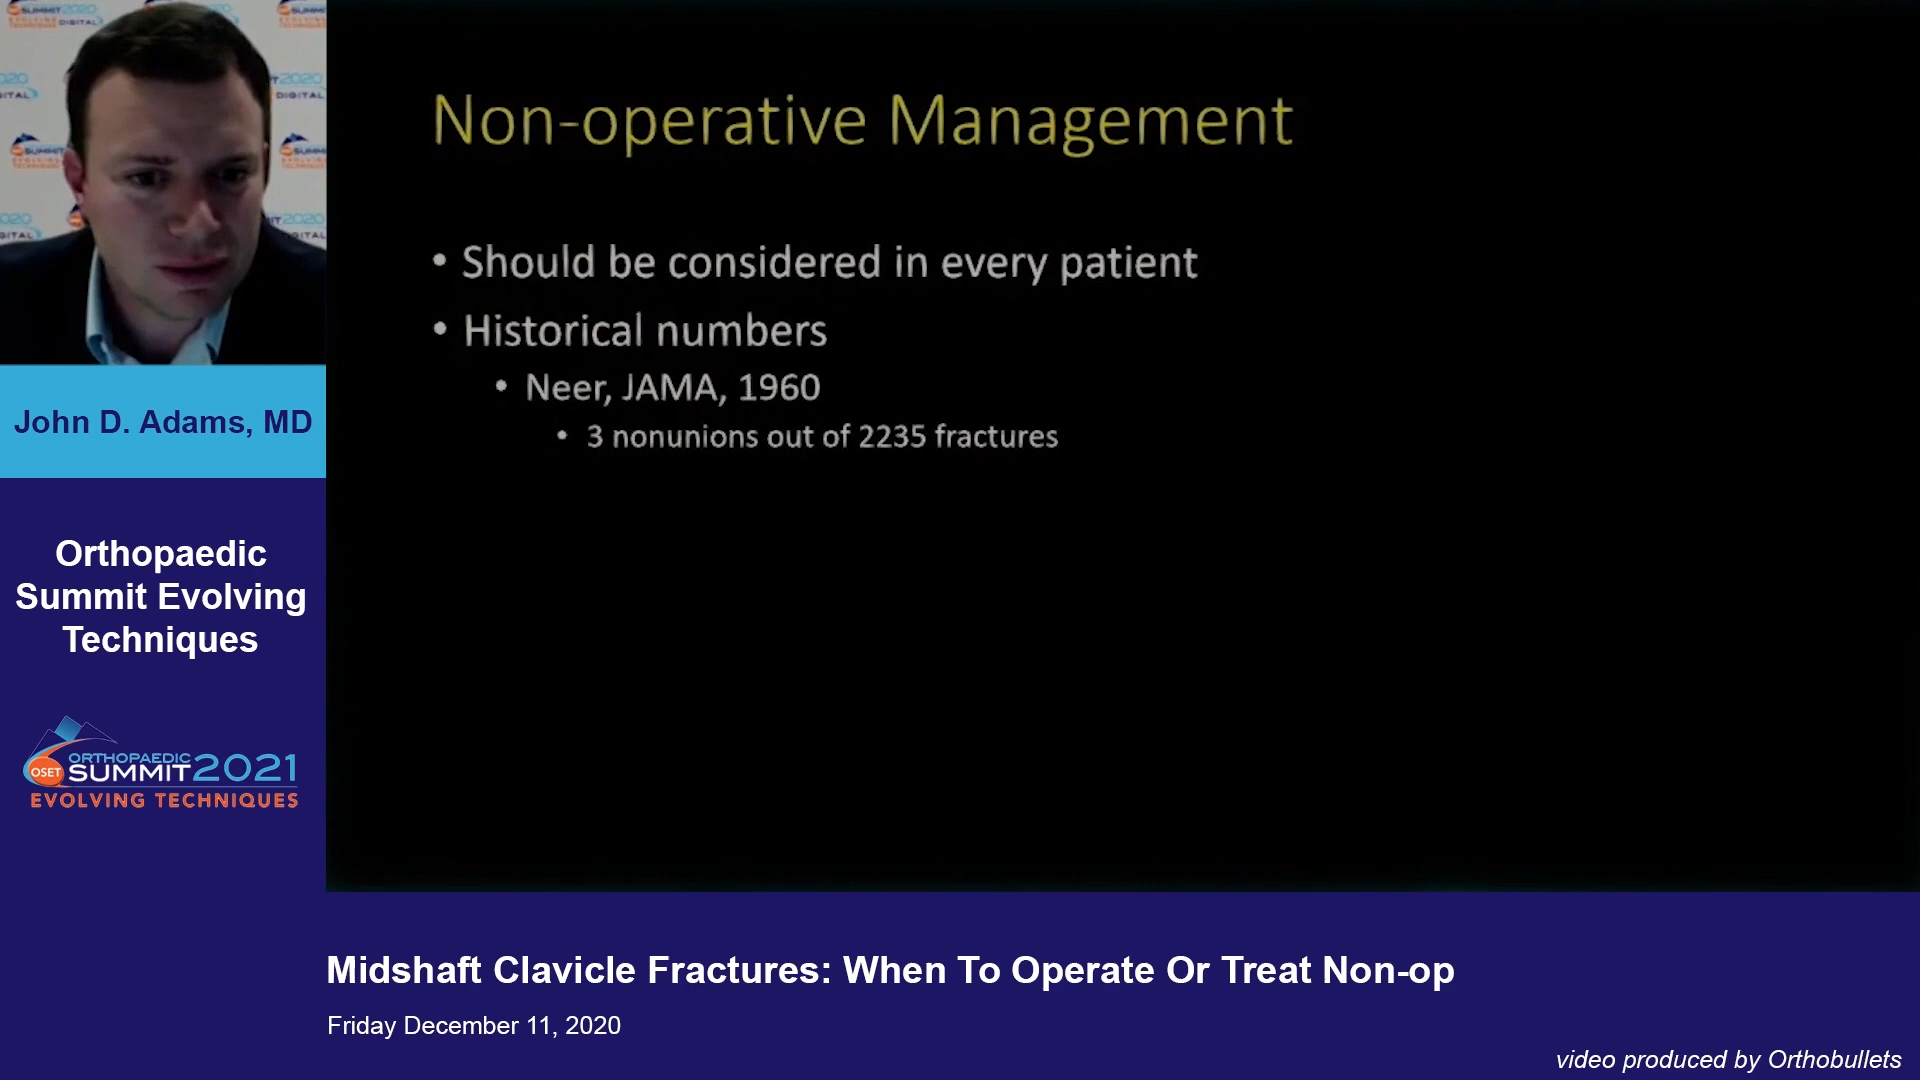 Non-operative Management
• Should be considered in every patient
• Historical numbers
• Neer, JAMA, 1960
• 3 nonunions out of 2235 fractures
John D. Adams, MD
Orthopaedic
Summit Evolving
Techniques
OSET
ORTHOPAEDIC
SUMMIT 2021
EVOLVING TECHNIQUES
Midshaft Clavicle Fractures: When To Operate Or Treat Non-op
Friday December 11, 2020
video produced by Orthobullets